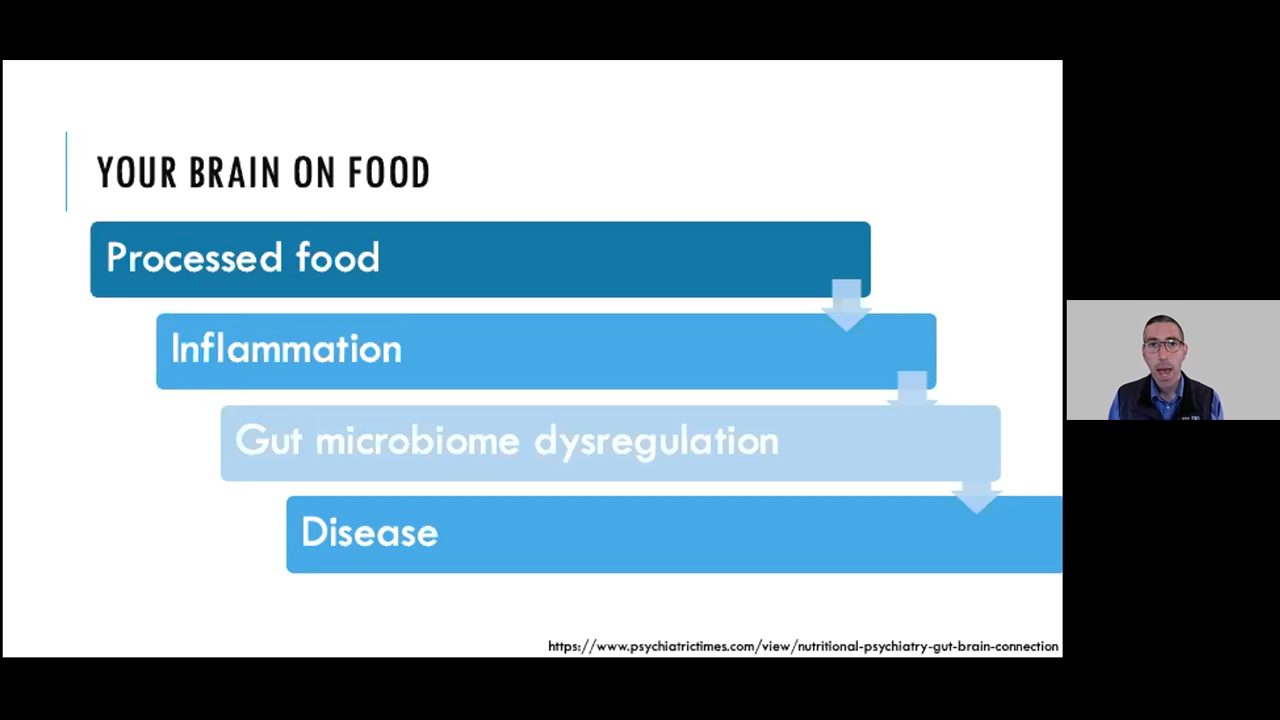 YOUR BRAIN ON FOOD
Processed food
Inflammation
Gut microbiome dysregulation
Disease
https://www.psychiatrictimes.com/view/nutritional-psychiatry-gut-brain-connection